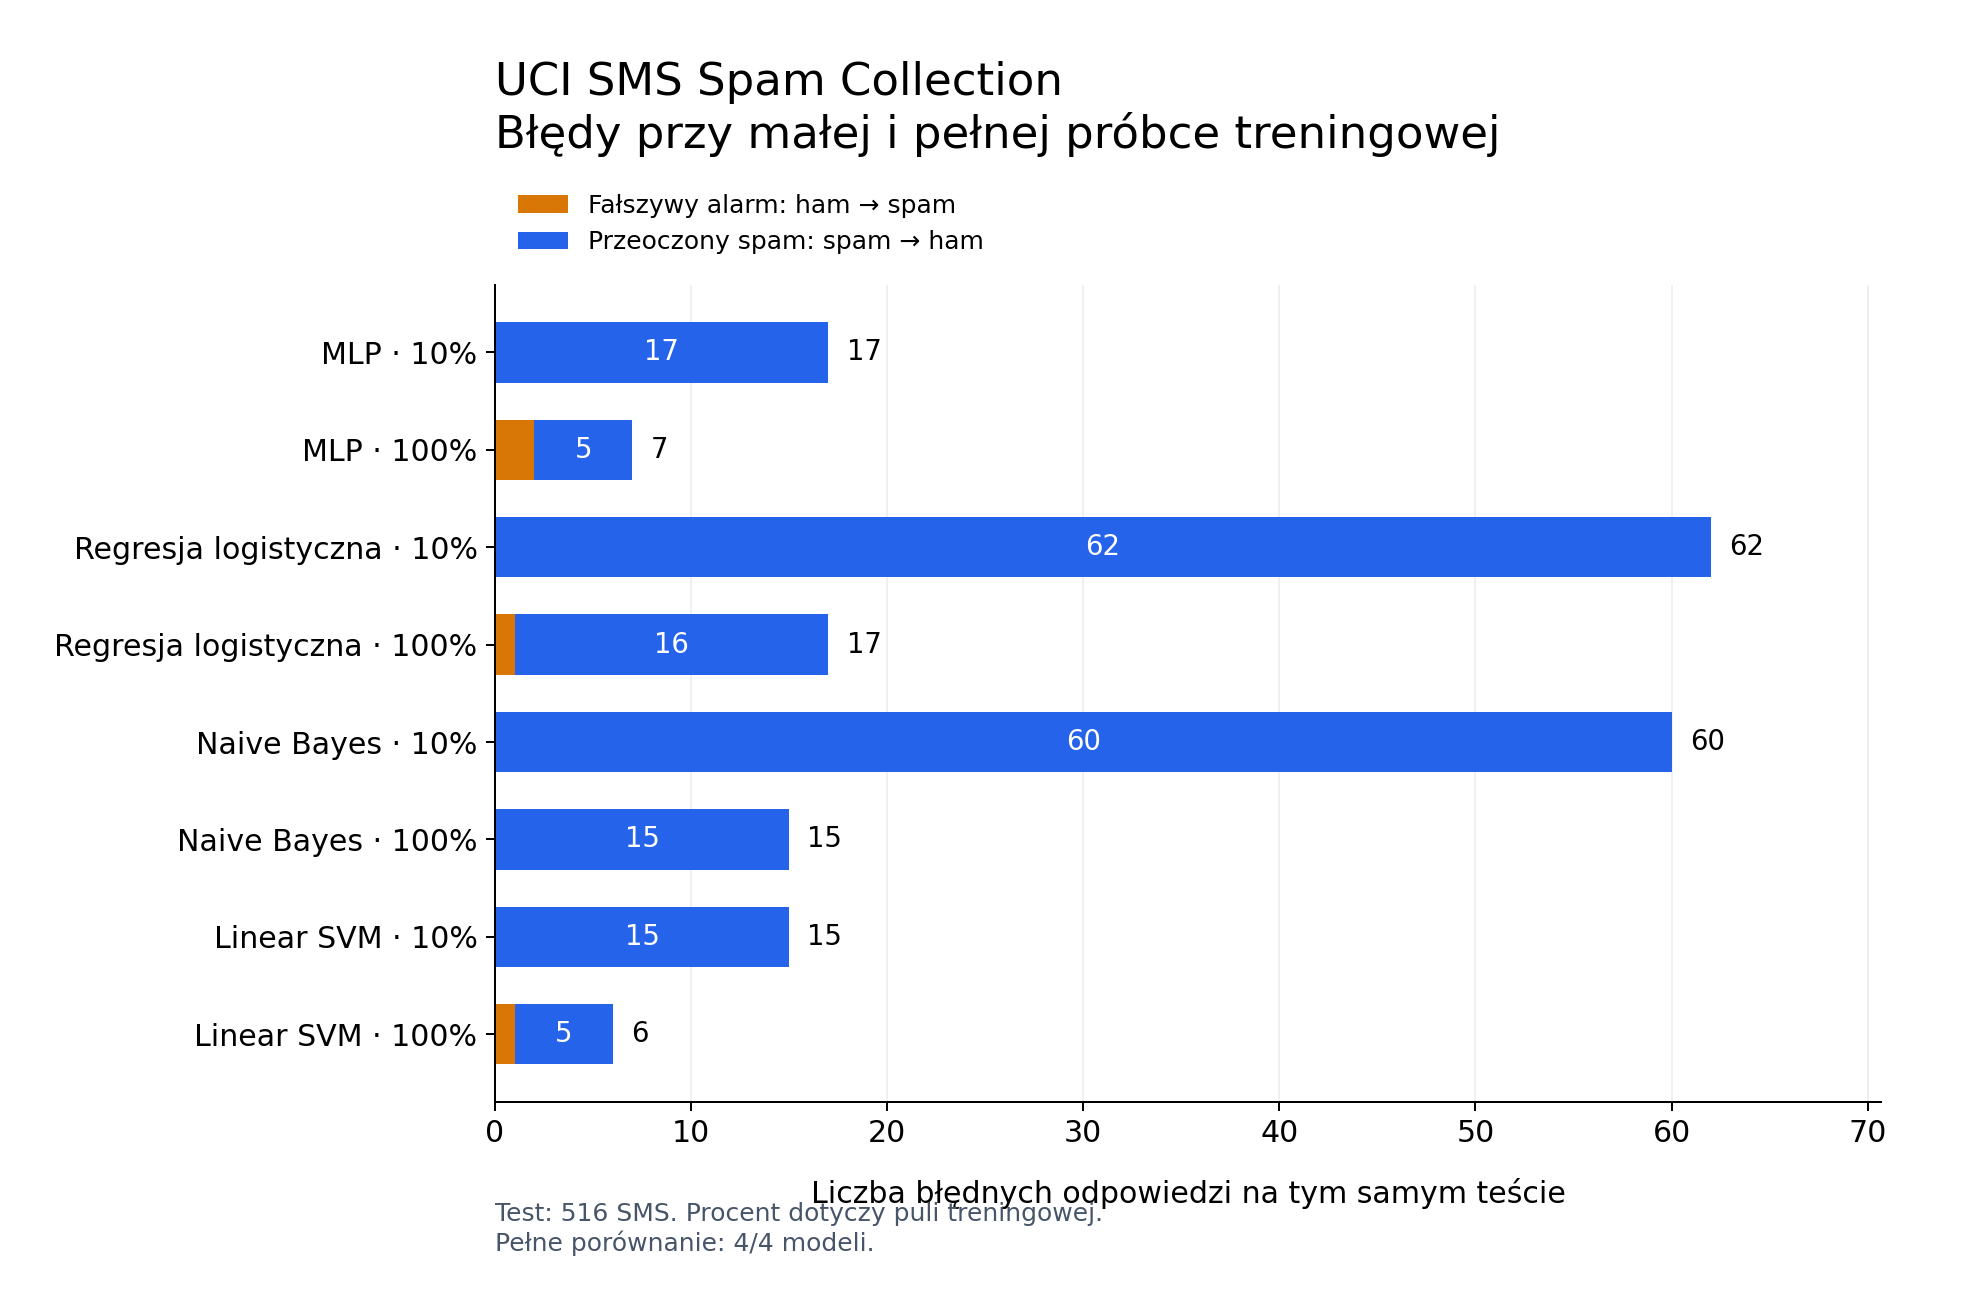 UCI SMS Spam Collection
Błędy przy małej i pełnej próbce treningowej
Fałszywy alarm: ham → spam
Przeoczony spam: spam → ham
MLP · 10% 17 17
MLP · 100% 5 7
Regresja logistyczna · 10% 62 62
Regresja logistyczna · 100% 16 17
Naive Bayes · 10% 60 60
Naive Bayes · 100% 15 15
Linear SVM · 10% 15 15
Linear SVM · 100% 5 6
0 10 20 30 40 50 60 70
Liczba błędnych odpowiedzi na tym samym teście
Test: 516 SMS. Procent dotyczy puli treningowej.
Pełne porównanie: 4/4 modeli.